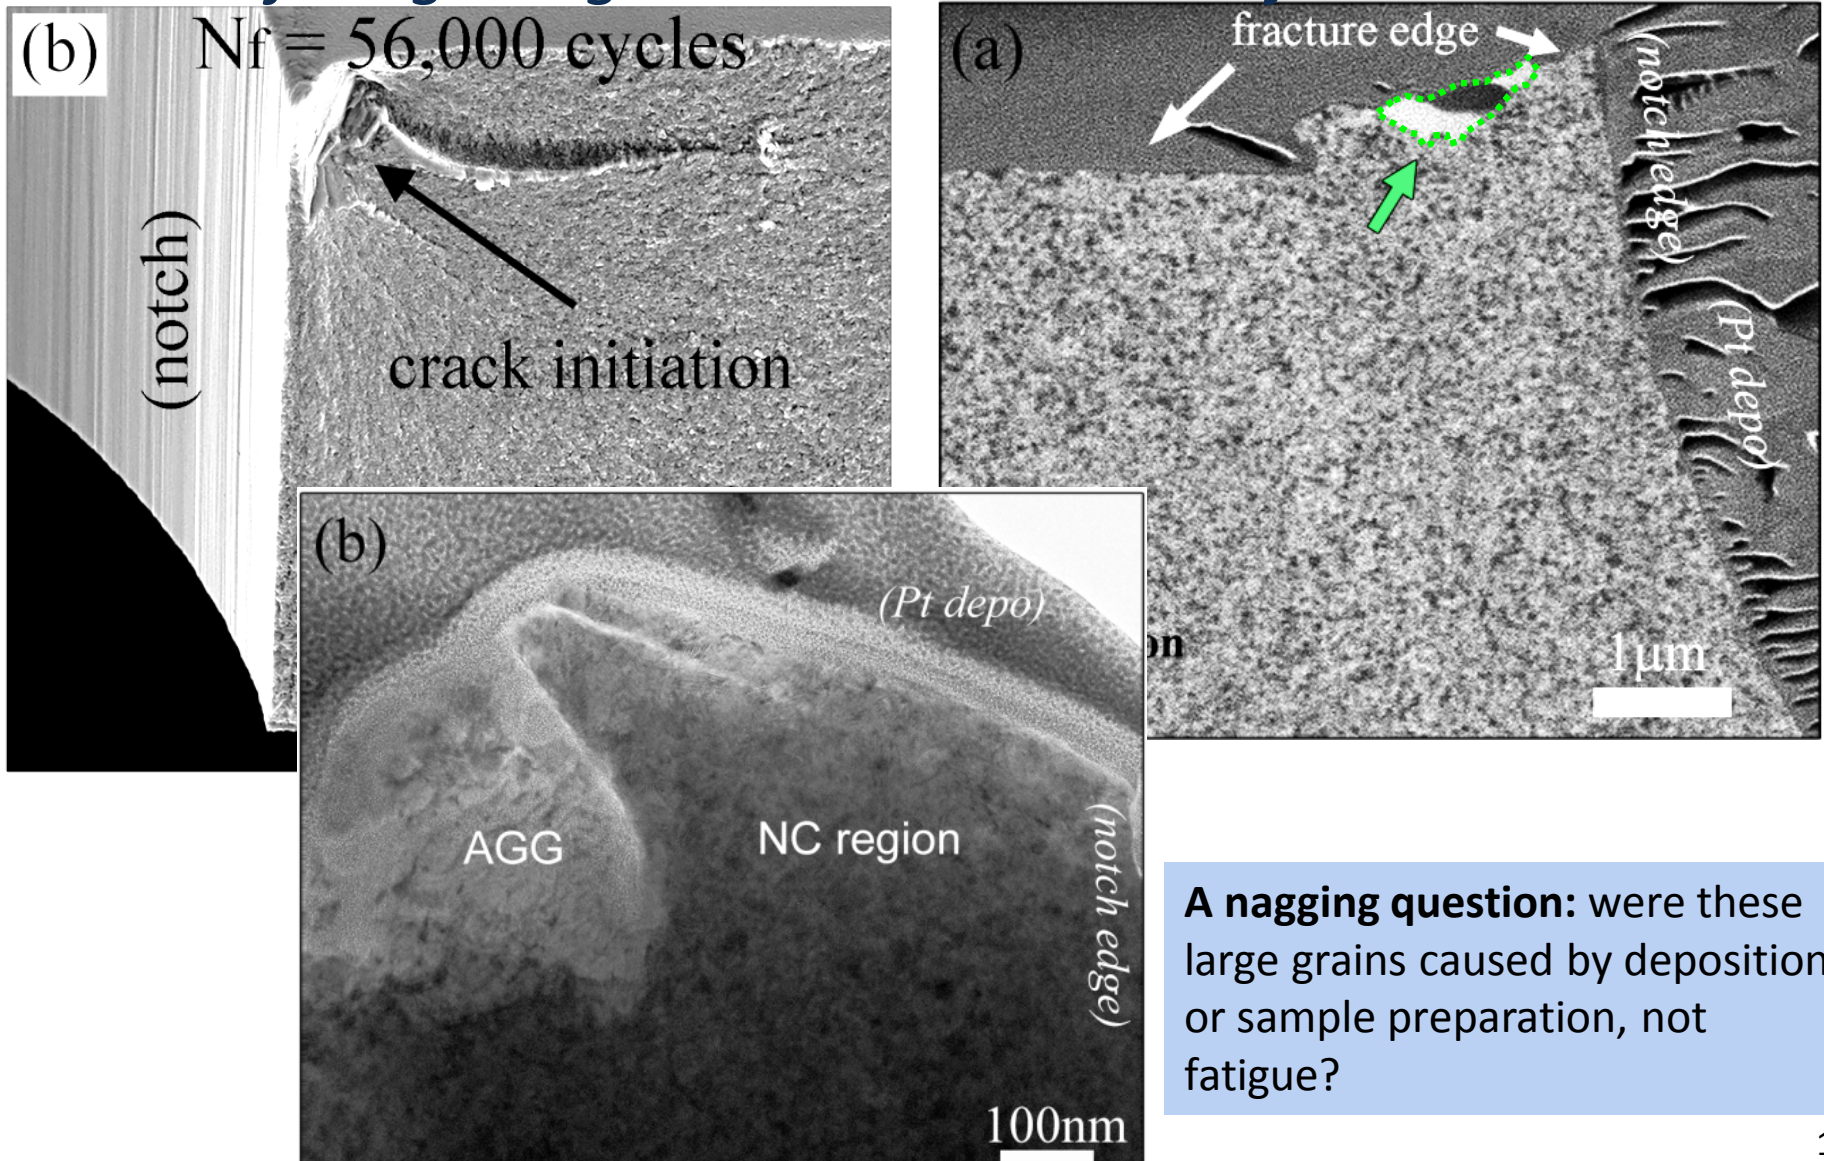 (b)
Nf = 56,000 cycles
(notch)
crack initiation
(a)
fracture edge
(notch edge)
(Pt depo)
1μm
(b)
(Pt depo)
AGG
NC region
(notch edge)
100nm
A nagging question: were these
large grains caused by deposition
or sample preparation, not
fatigue?